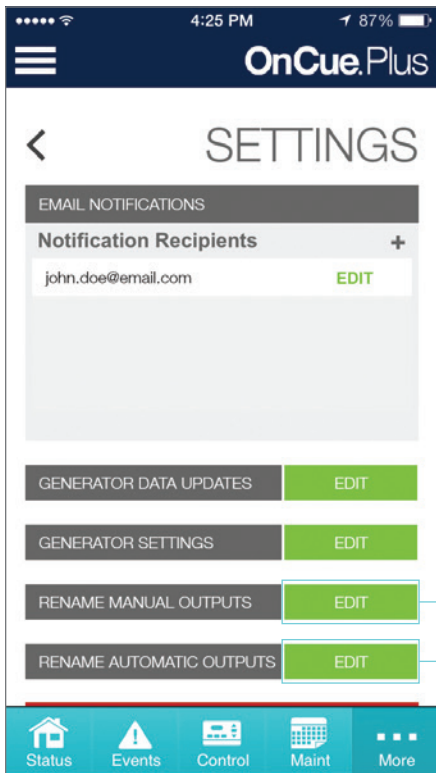 4:25 PM
87%
OnCue.Plus
SETTINGS
EMAIL NOTIFICATIONS
Notification Recipients +
john.doe@email.com EDIT
GENERATOR DATA UPDATES EDIT
GENERATOR SETTINGS EDIT
RENAME MANUAL OUTPUTS EDIT
RENAME AUTOMATIC OUTPUTS EDIT
Status Events Control Maint More